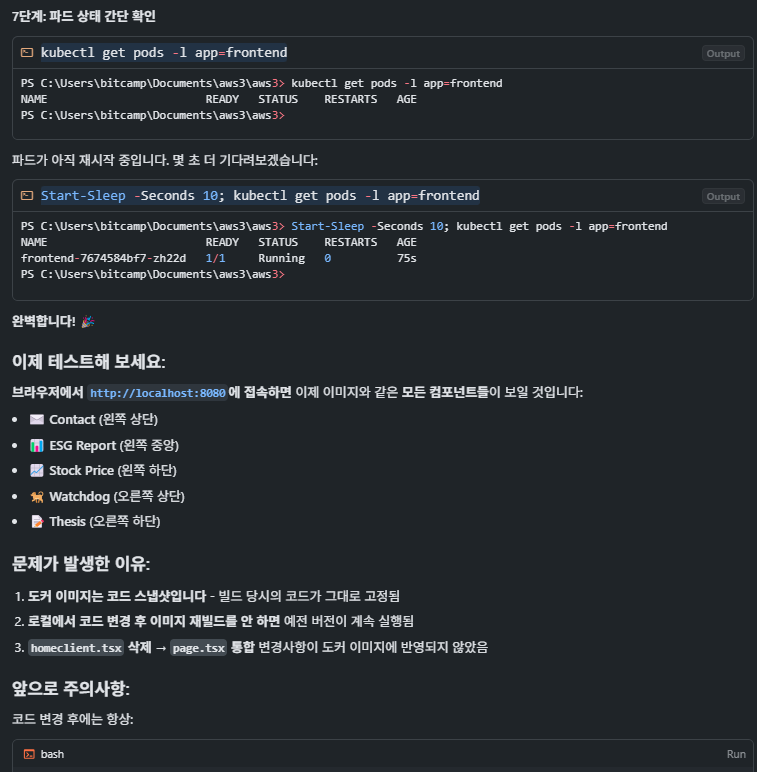 7단계: 파드 상태 간단 확인
kubectl get pods -l app=frontend
Output
PS C:\Users\bitcamp\Documents\aws3\aws3> kubectl get pods -l app=frontend
NAME READY STATUS RESTARTS AGE
PS C:\Users\bitcamp\Documents\aws3\aws3>
파드가 아직 재시작 중입니다. 몇 초 더 기다려보겠습니다:
Start-Sleep -Seconds 10; kubectl get pods -l app=frontend
Output
PS C:\Users\bitcamp\Documents\aws3\aws3> Start-Sleep -Seconds 10; kubectl get pods -l app=frontend
NAME READY STATUS RESTARTS AGE
frontend-7674584bf7-zh22d 1/1 Running 0 75s
PS C:\Users\bitcamp\Documents\aws3\aws3>
완벽합니다! 🎉
이제 테스트해 보세요:
브라우저에서 http://localhost:8080에 접속하면 이제 이미지와 같은 모든 컴포넌트들이 보일 것입니다:
• ✉️ Contact (왼쪽 상단)
• 📊 ESG Report (왼쪽 중앙)
• 📈 Stock Price (왼쪽 하단)
• 🐕 Watchdog (오른쪽 상단)
• 📝 Thesis (오른쪽 하단)
문제가 발생한 이유:
1. 도커 이미지는 코드 스냅샷입니다 - 빌드 당시의 코드가 그대로 고정됨
2. 로컬에서 코드 변경 후 이미지 재빌드를 안 하면 예전 버전이 계속 실행됨
3. homeclient.tsx 삭제 → page.tsx 통합 변경사항이 도커 이미지에 반영되지 않았음
앞으로 주의사항:
코드 변경 후에는 항상:
bash
Run